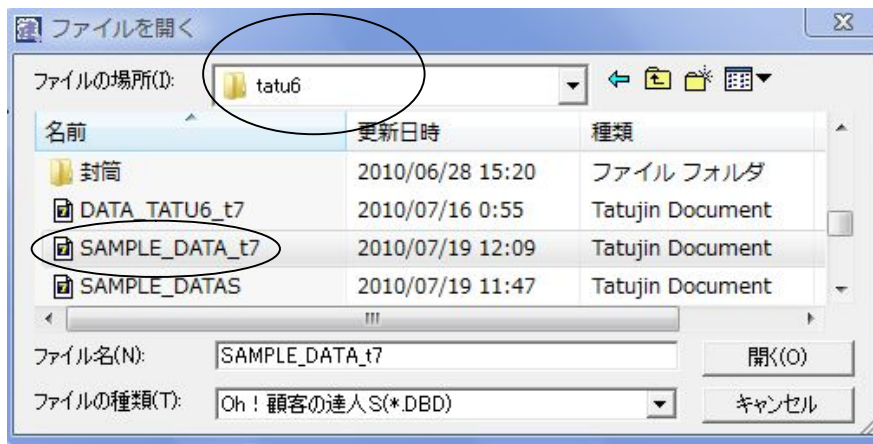 ファイルを開く
ファイルの場所(I): tatu6
名前 更新日時 種類
封筒 2010/06/28 15:20 ファイル フォルダ
DATA_TATU6_t7 2010/07/16 0:55 Tatujin Document
SAMPLE_DATA_t7 2010/07/19 12:09 Tatujin Document
SAMPLE_DATAS 2010/07/19 11:47 Tatujin Document
ファイル名(N): SAMPLE_DATA_t7 開く(O)
ファイルの種類(T): Oh！顧客の達人S(*.DBD) キャンセル